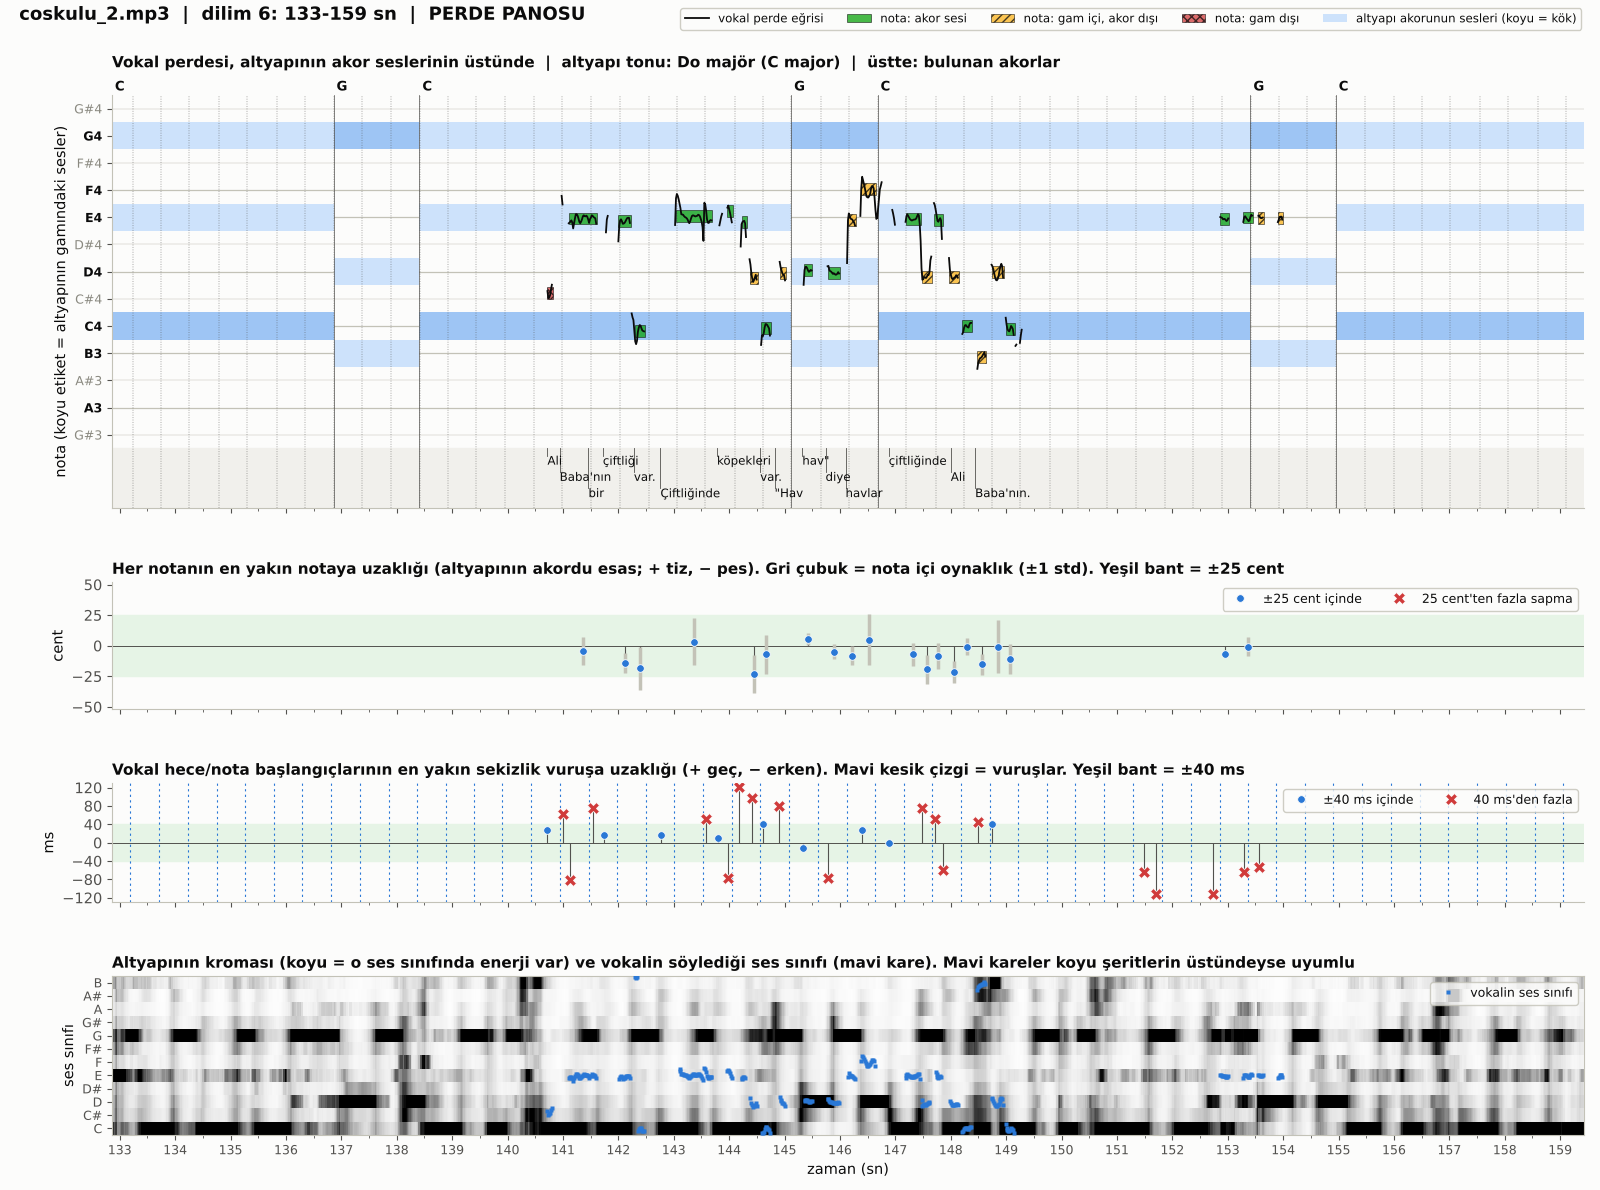 coskulu_2.mp3 | dilim 6: 133-159 sn | PERDE PANOSU
vokal perde eğrisi nota: akor sesi nota: gam içi, akor dışı nota: gam dışı altyapı akorunun sesleri (koyu = kök)
Vokal perdesi, altyapının akor seslerinin üstünde | altyapı tonu: Do majör (C major) | üstte: bulunan akorlar
C G C G C G C
nota (koyu etiket = altyapının gamındaki sesler)
G#4
G4
F#4
F4
E4
D#4
D4
C#4
C4
B3
A#3
A3
G#3
Ali çiftliği köpekleri hav" çiftliğinde
Baba'nın var. var. diye Ali
bir Çiftliğinde "Hav havlar Baba'nın.
Her notanın en yakın notaya uzaklığı (altyapının akordu esas; + tiz, − pes). Gri çubuk = nota içi oynaklık (±1 std). Yeşil bant = ±25 cent
cent
50
25
0
−25
−50
±25 cent içinde 25 cent'ten fazla sapma
Vokal hece/nota başlangıçlarının en yakın sekizlik vuruşa uzaklığı (+ geç, − erken). Mavi kesik çizgi = vuruşlar. Yeşil bant = ±40 ms
ms
120
80
40
0
−40
−80
−120
±40 ms içinde 40 ms'den fazla
Altyapının kroması (koyu = o ses sınıfında enerji var) ve vokalin söylediği ses sınıfı (mavi kare). Mavi kareler koyu şeritlerin üstündeyse uyumlu
ses sınıfı
B
A#
A
G#
G
F#
F
E
D#
D
C#
C
vokalin ses sınıfı
133 134 135 136 137 138 139 140 141 142 143 144 145 146 147 148 149 150 151 152 153 154 155 156 157 158 159
zaman (sn)